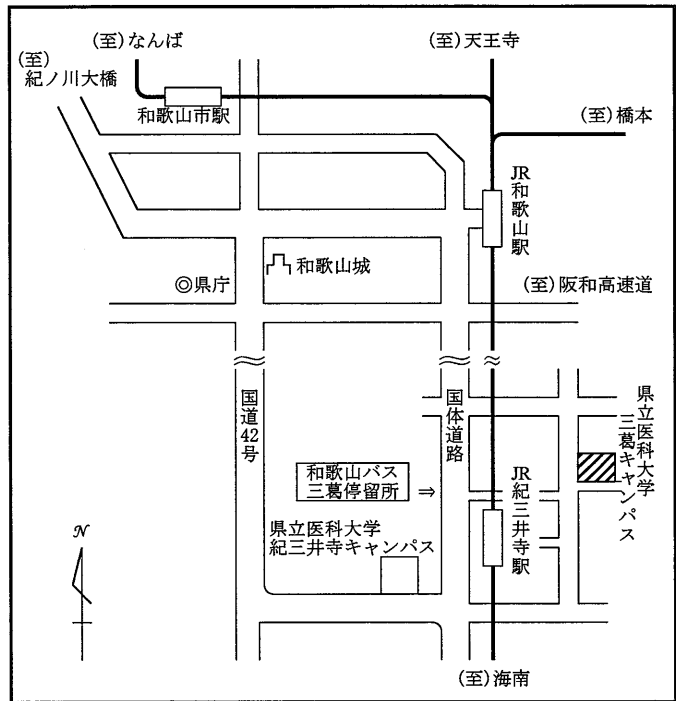 (至)なんば
(至)天王寺
(至)
紀ノ川大橋
和歌山市駅
(至)橋本
JR和歌山駅
和歌山城
◎県庁
(至)阪和高速道
国道42号
国体道路
県立医科大学
三葛キャンパス
和歌山バス
三葛停留所
⇒
JR紀三井寺駅
県立医科大学
紀三井寺キャンパス
N
(至)海南